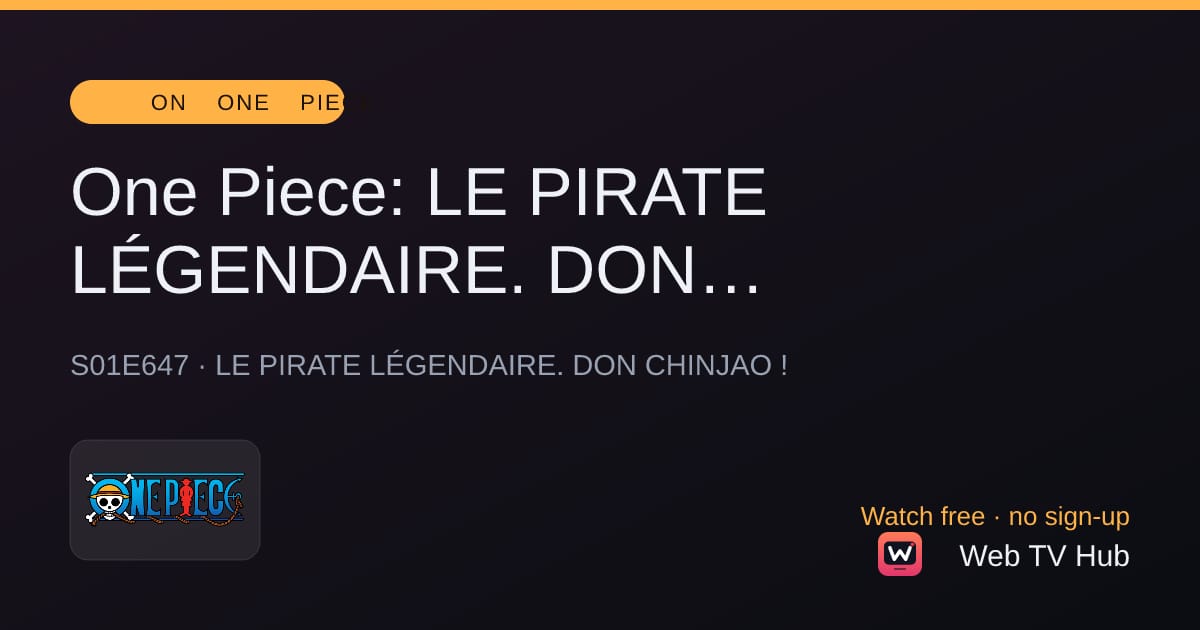 ON ONE PIECE
One Piece: LE PIRATE
LÉGENDAIRE. DON…
S01E647 · LE PIRATE LÉGENDAIRE. DON CHINJAO !
ONE PIECE
Watch free · no sign-up
W
Web TV Hub